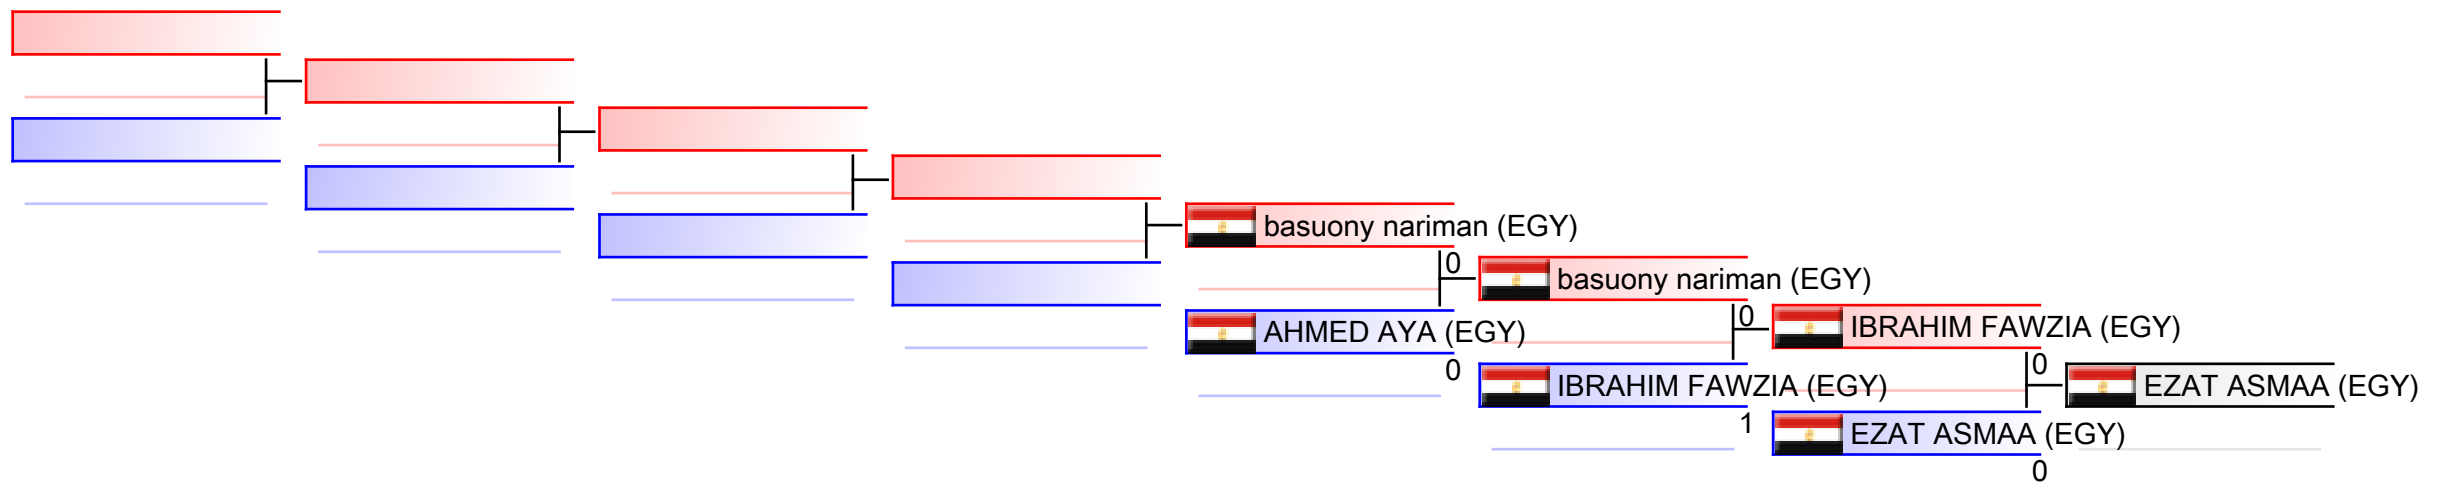 basuony nariman (EGY)
0
basuony nariman (EGY)
0
IBRAHIM FAWZIA (EGY)
AHMED AYA (EGY)
0
0
IBRAHIM FAWZIA (EGY)
EZAT ASMAA (EGY)
1
EZAT ASMAA (EGY)
0